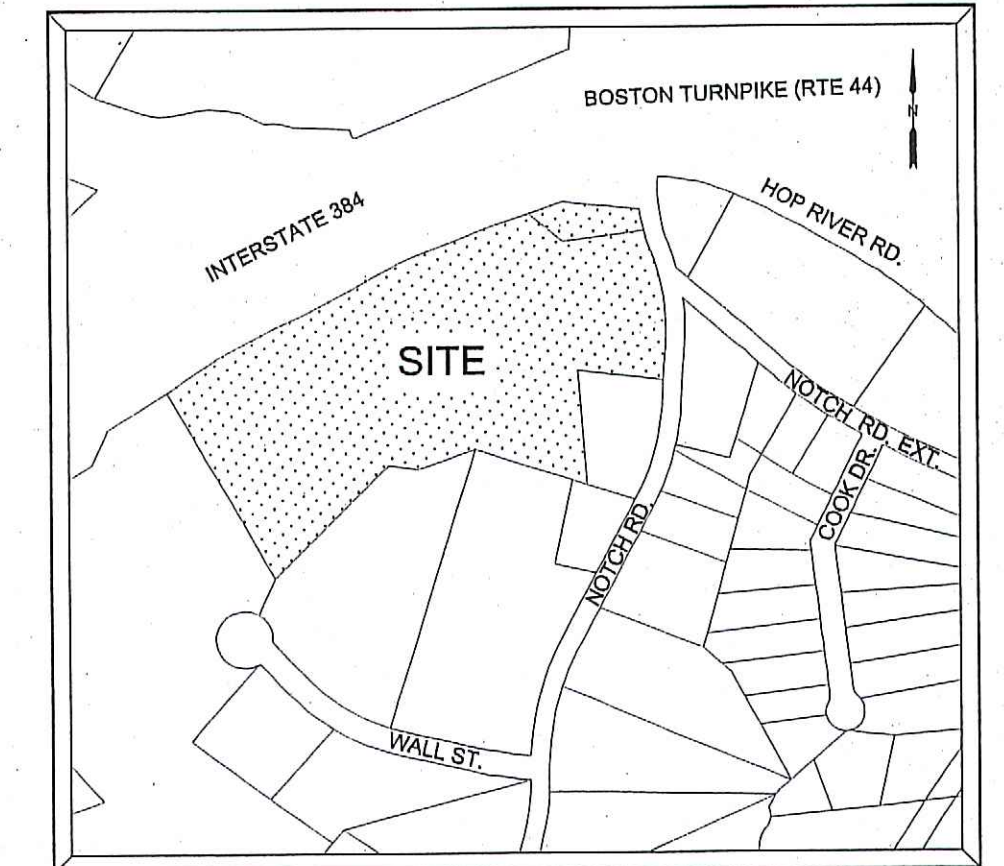 BOSTON TURNPIKE (RTE 44)
N
HOP RIVER RD.
INTERSTATE 384
SITE
NOTCH RD. EXT.
COOK DR.
NOTCH RD.
WALL ST.